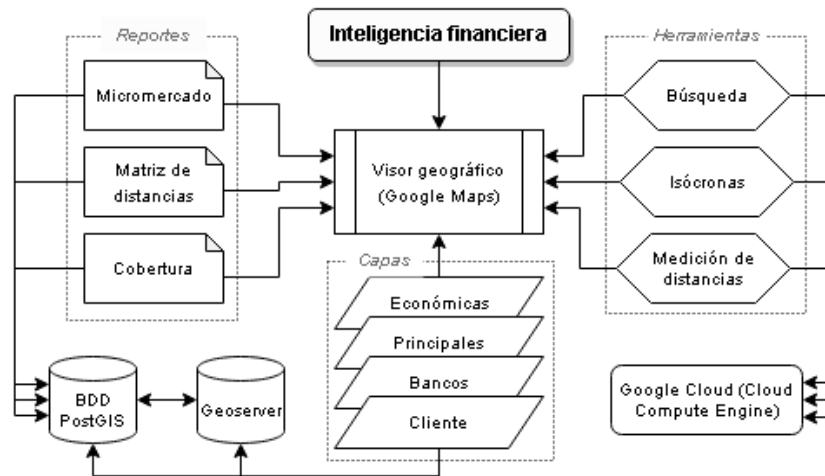 Inteligencia financiera
Reportes
Micromercado
Matriz de
distancias
Cobertura
Visor geográfico
(Google Maps)
Herramientas
Búsqueda
Isócronas
Medición de
distancias
Capas
Económicas
Principales
Bancos
Cliente
BDD
PostGIS
Geoserver
Google Cloud (Cloud
Compute Engine)